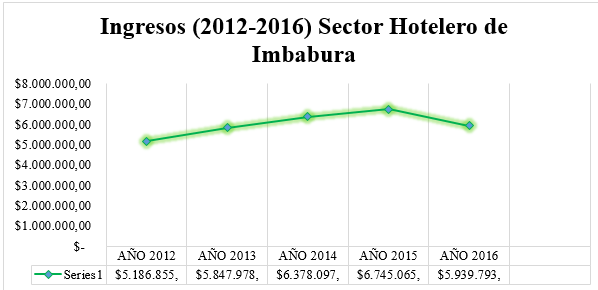 Ingresos (2012-2016) Sector Hotelero de
Imbabura
$8.000.000,00
$7.000.000,00
$6.000.000,00
$5.000.000,00
$4.000.000,00
$3.000.000,00
$2.000.000,00
$1.000.000,00
$-
AÑO 2012 AÑO 2013 AÑO 2014 AÑO 2015 AÑO 2016
Series1 $5.186.855, $5.847.978, $6.378.097, $6.745.065, $5.939.793,